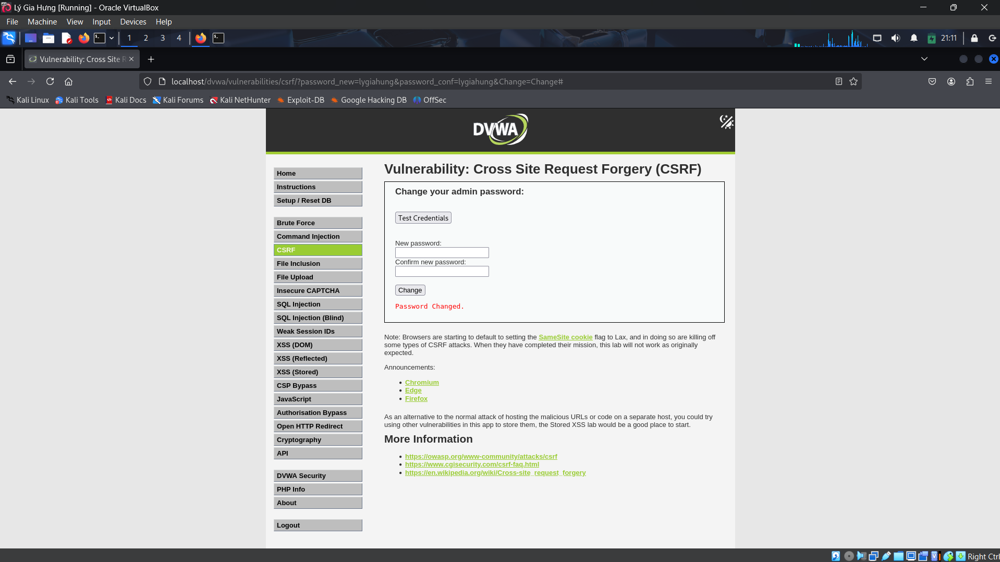 Lý Gia Hưng [Running] - Oracle VirtualBox
File Machine View Input Devices Help
1 2 3 4 21:11
Vulnerability: Cross Site R
localhost/dvwa/vulnerabilities/csrf/?password_new=lygiahung&password_conf=lygiahung&Change=Change#
Kali Linux Kali Tools Kali Docs Kali Forums Kali NetHunter Exploit-DB Google Hacking DB OffSec
DVWA
Home
Instructions
Setup / Reset DB
Brute Force
Command Injection
CSRF
File Inclusion
File Upload
Insecure CAPTCHA
SQL Injection
SQL Injection (Blind)
Weak Session IDs
XSS (DOM)
XSS (Reflected)
XSS (Stored)
CSP Bypass
JavaScript
Authorisation Bypass
Open HTTP Redirect
Cryptography
API
DVWA Security
PHP Info
About
Logout
Vulnerability: Cross Site Request Forgery (CSRF)
Change your admin password:
Test Credentials
New password:
Confirm new password:
Change
Password Changed.
Note: Browsers are starting to default to setting the SameSite cookie flag to Lax, and in doing so are killing off
some types of CSRF attacks. When they have completed their mission, this lab will not work as originally
expected.
Announcements:
Chromium
Edge
Firefox
As an alternative to the normal attack of hosting the malicious URLs or code on a separate host, you could try
using other vulnerabilities in this app to store them, the Stored XSS lab would be a good place to start.
More Information
https://owasp.org/www-community/attacks/csrf
https://www.cgisecurity.com/csrf-faq.html
https://en.wikipedia.org/wiki/Cross-site_request_forgery
Right Ctrl